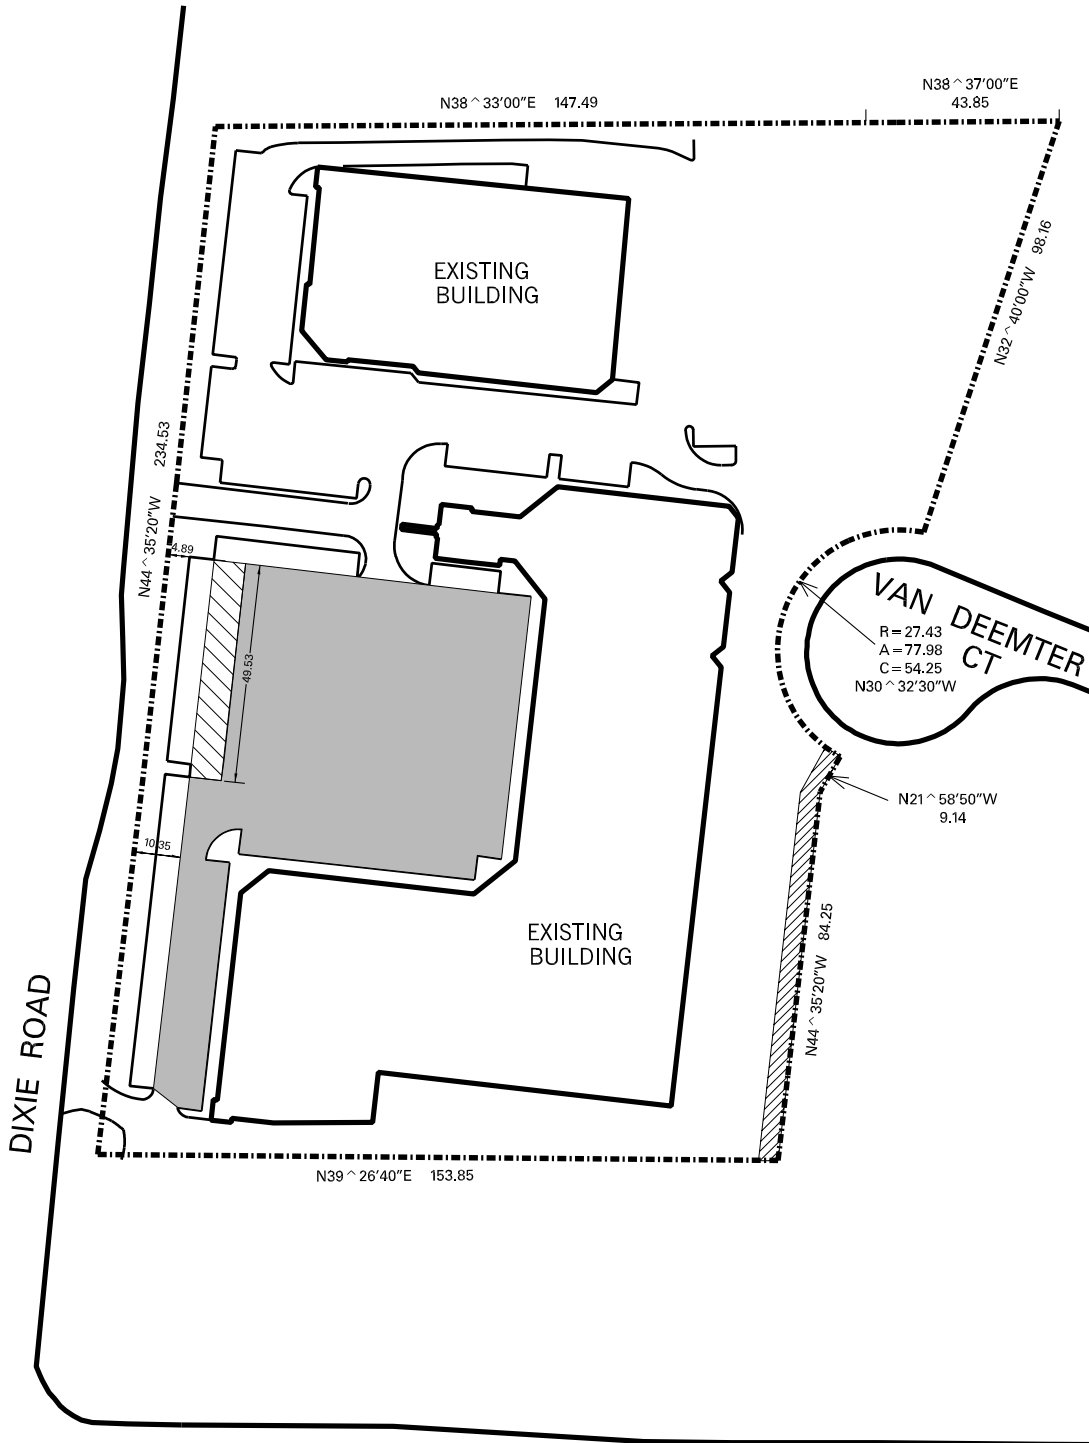 N38^37'00"E
43.85
N38^33'00"E 147.49
N32^40'00"W 98.16
EXISTING
BUILDING
N44^35'20"W 234.53
4.89
49.53
VAN DEEMTER
CT
R=27.43
A=77.98
C=54.25
N30^32'30"W
N21^58'50"W
9.14
10.35
EXISTING
BUILDING
N44^35'20"W 84.25
DIXIE ROAD
N39^26'40"E 153.85